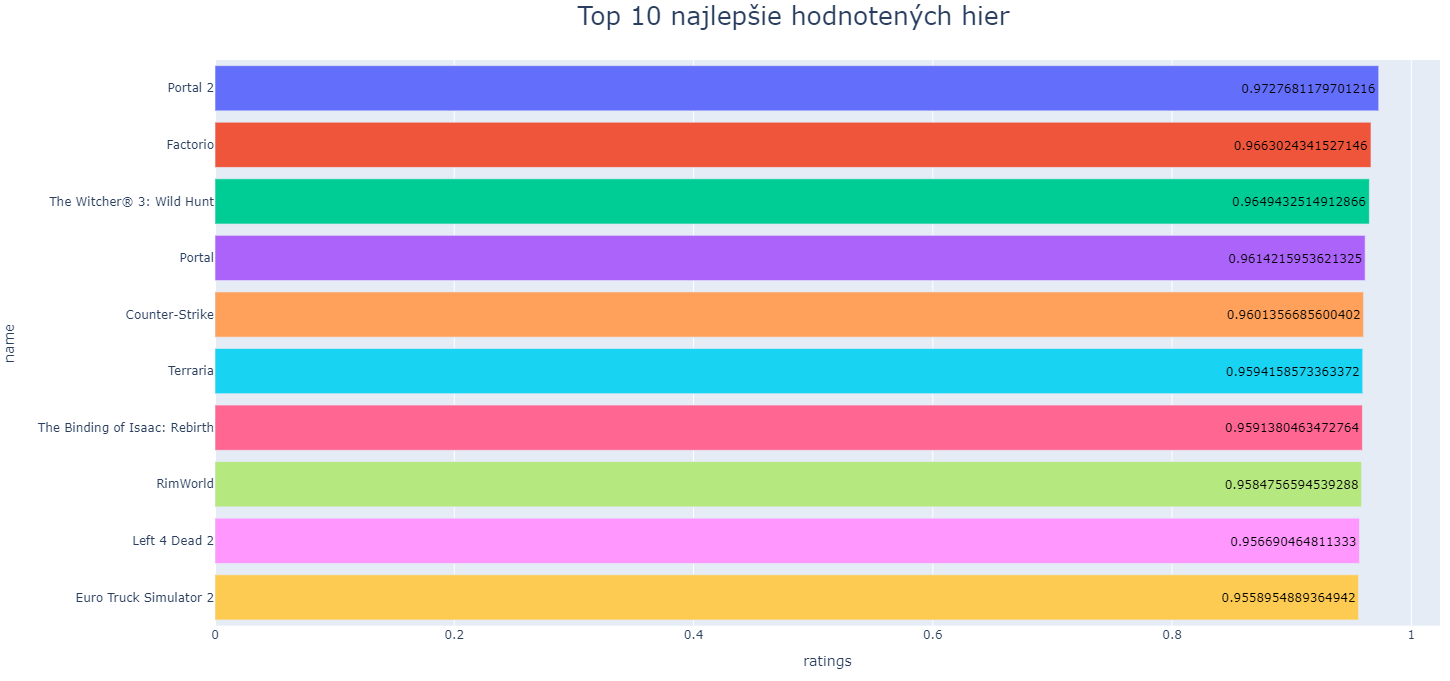 Top 10 najlepšie hodnotených hier
name
Portal 2 0.9727681179701216
Factorio 0.9663024341527146
The Witcher® 3: Wild Hunt 0.9649432514912866
Portal 0.9614215953621325
Counter-Strike 0.9601356685600402
Terraria 0.9594158573363372
The Binding of Isaac: Rebirth 0.9591380463472764
RimWorld 0.9584756594539288
Left 4 Dead 2 0.956690464811333
Euro Truck Simulator 2 0.9558954889364942
0 0.2 0.4 0.6 0.8 1
ratings